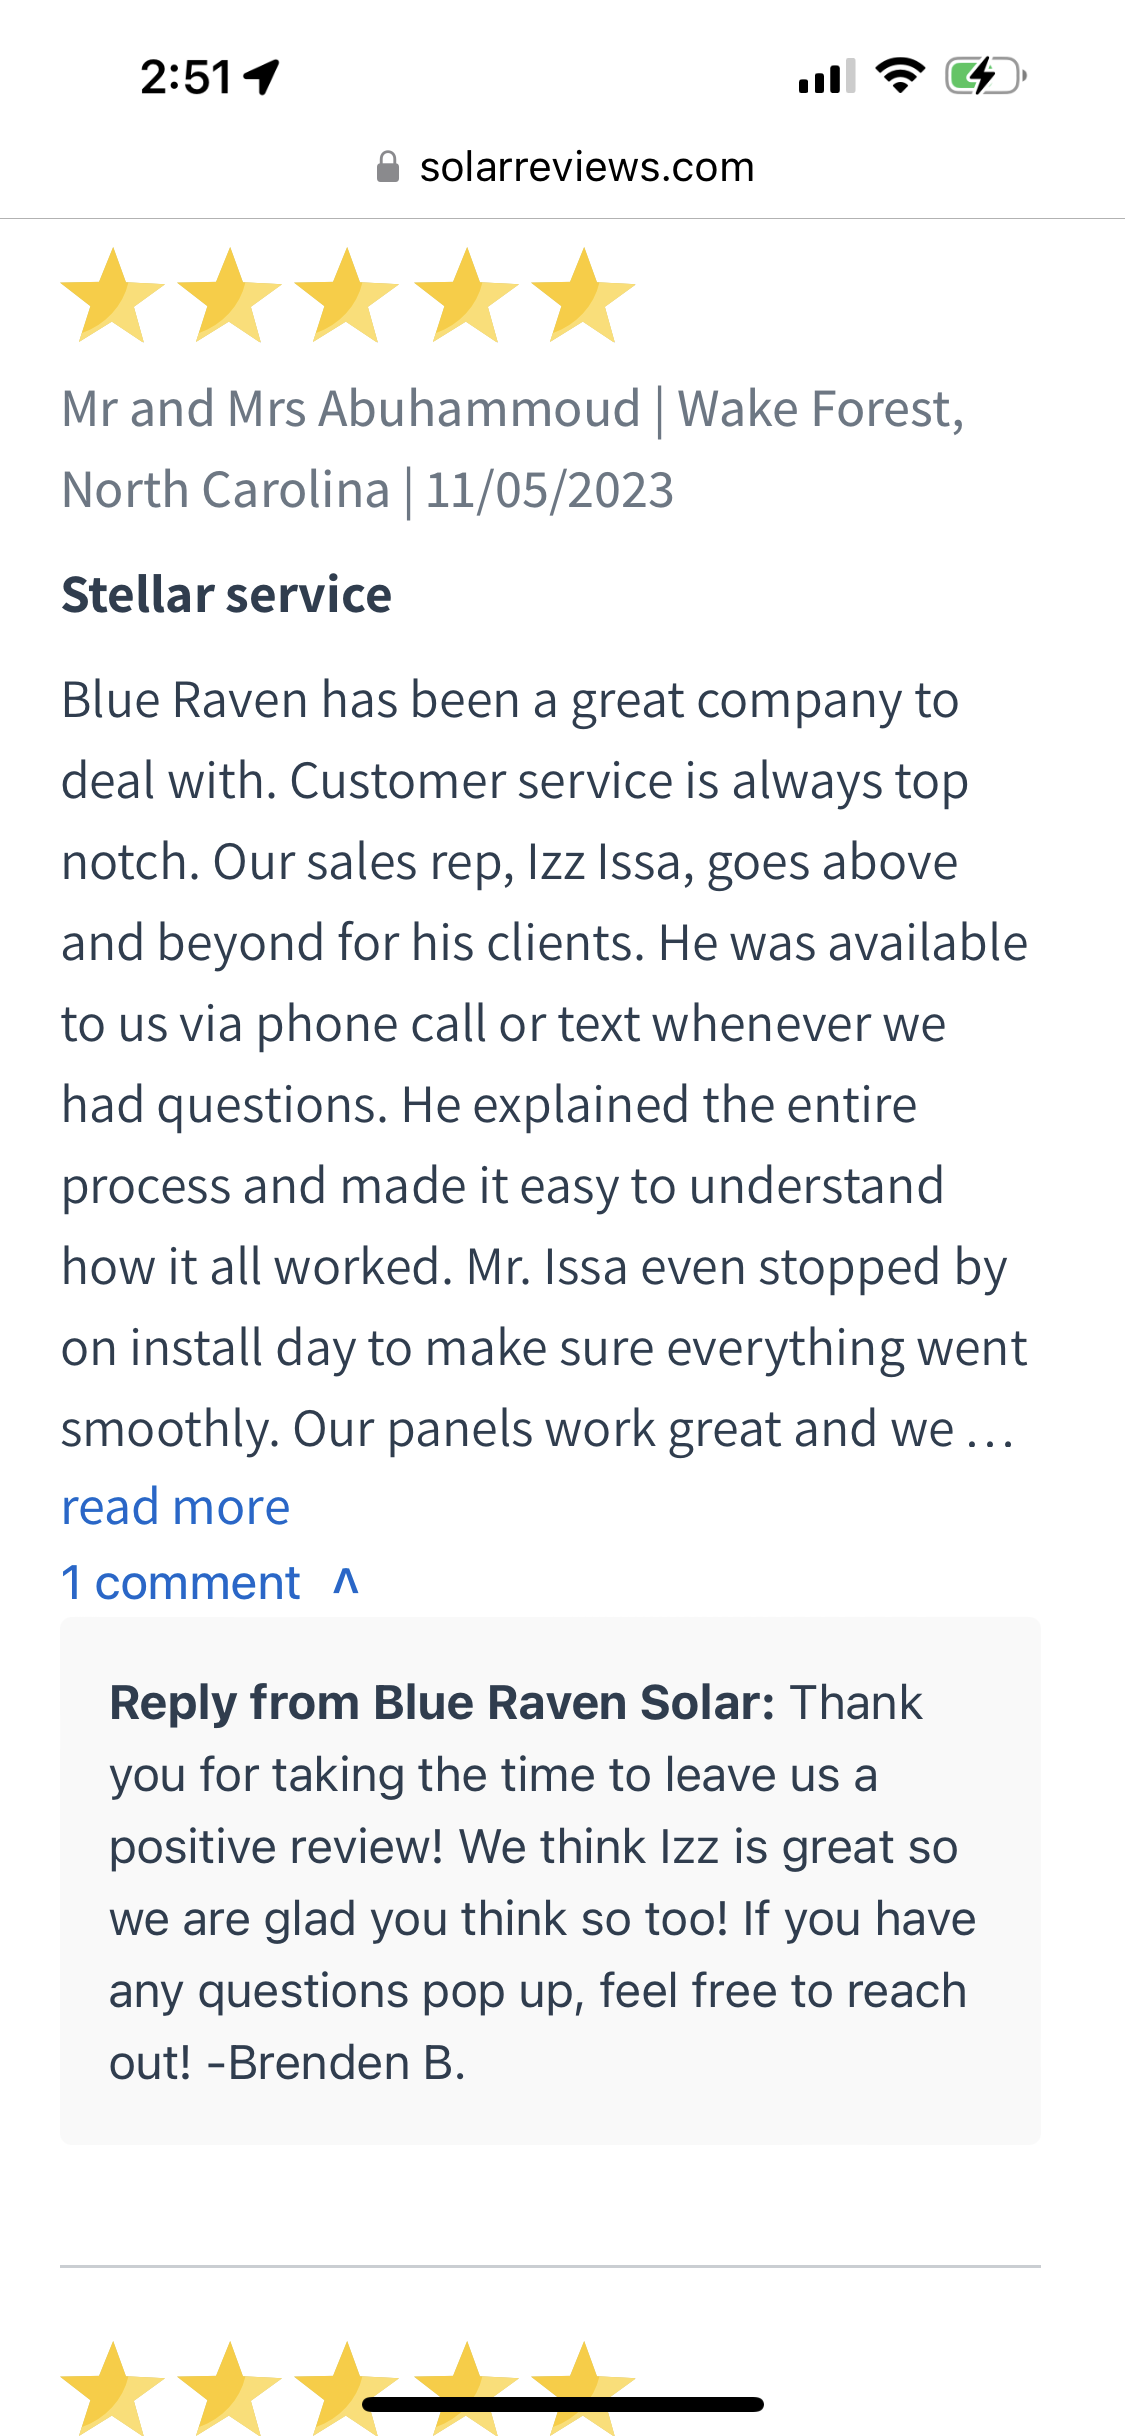 2:51
solarreviews.com
Mr and Mrs Abuhammoud | Wake Forest,
North Carolina | 11/05/2023
Stellar service
Blue Raven has been a great company to
deal with. Customer service is always top
notch. Our sales rep, Izz Issa, goes above
and beyond for his clients. He was available
to us via phone call or text whenever we
had questions. He explained the entire
process and made it easy to understand
how it all worked. Mr. Issa even stopped by
on install day to make sure everything went
smoothly. Our panels work great and we …
read more
1 comment ^
Reply from Blue Raven Solar: Thank
you for taking the time to leave us a
positive review! We think Izz is great so
we are glad you think so too! If you have
any questions pop up, feel free to reach
out! -Brenden B.